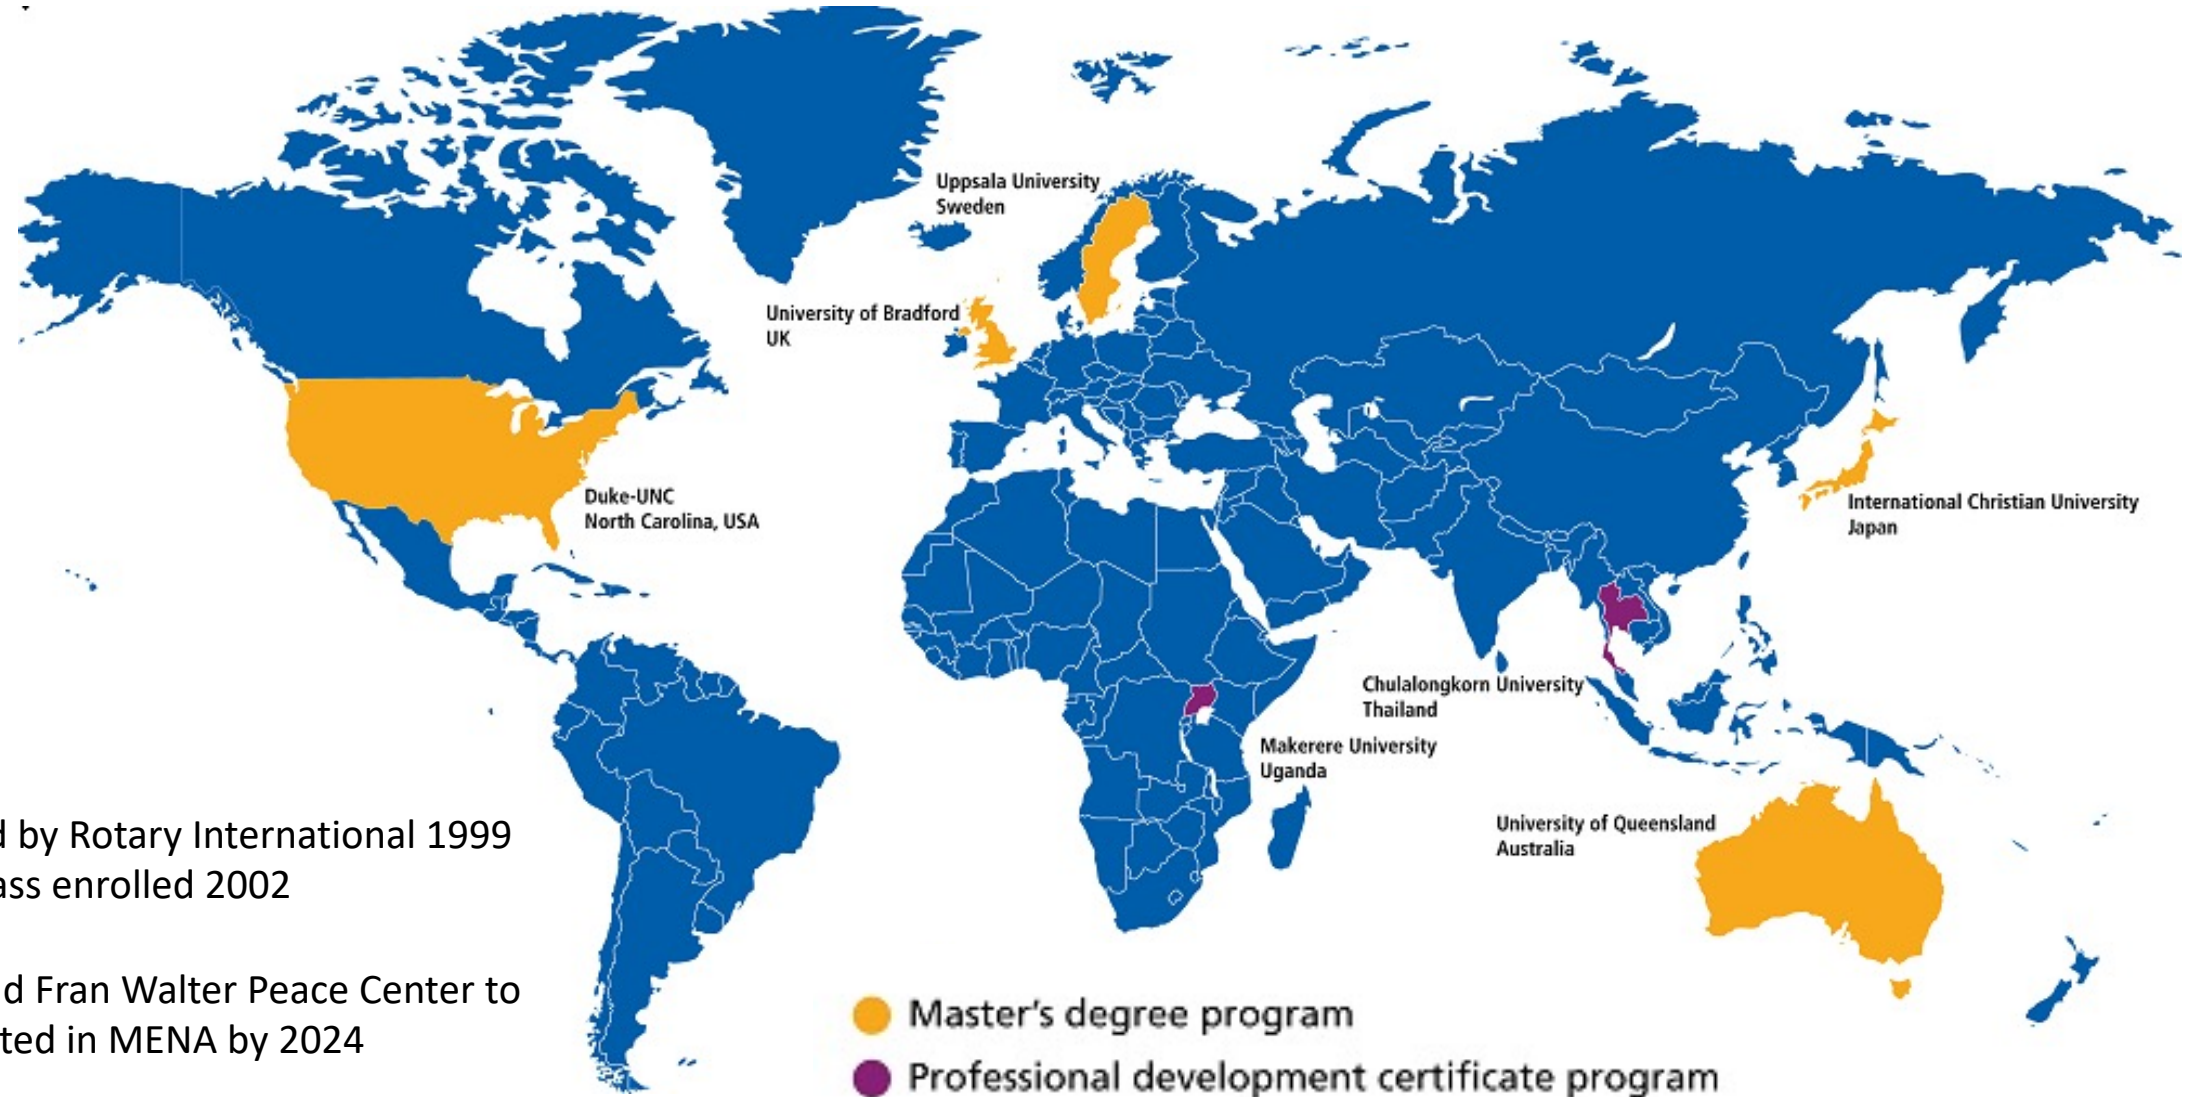 Uppsala University
Sweden
University of Bradford
UK
Duke-UNC
North Carolina, USA
International Christian University
Japan
Chulalongkorn University
Thailand
Makerere University
Uganda
University of Queensland
Australia
by Rotary International 1999
enrolled 2002
Fran Walter Peace Center to
in MENA by 2024
Master's degree program
Professional development certificate program